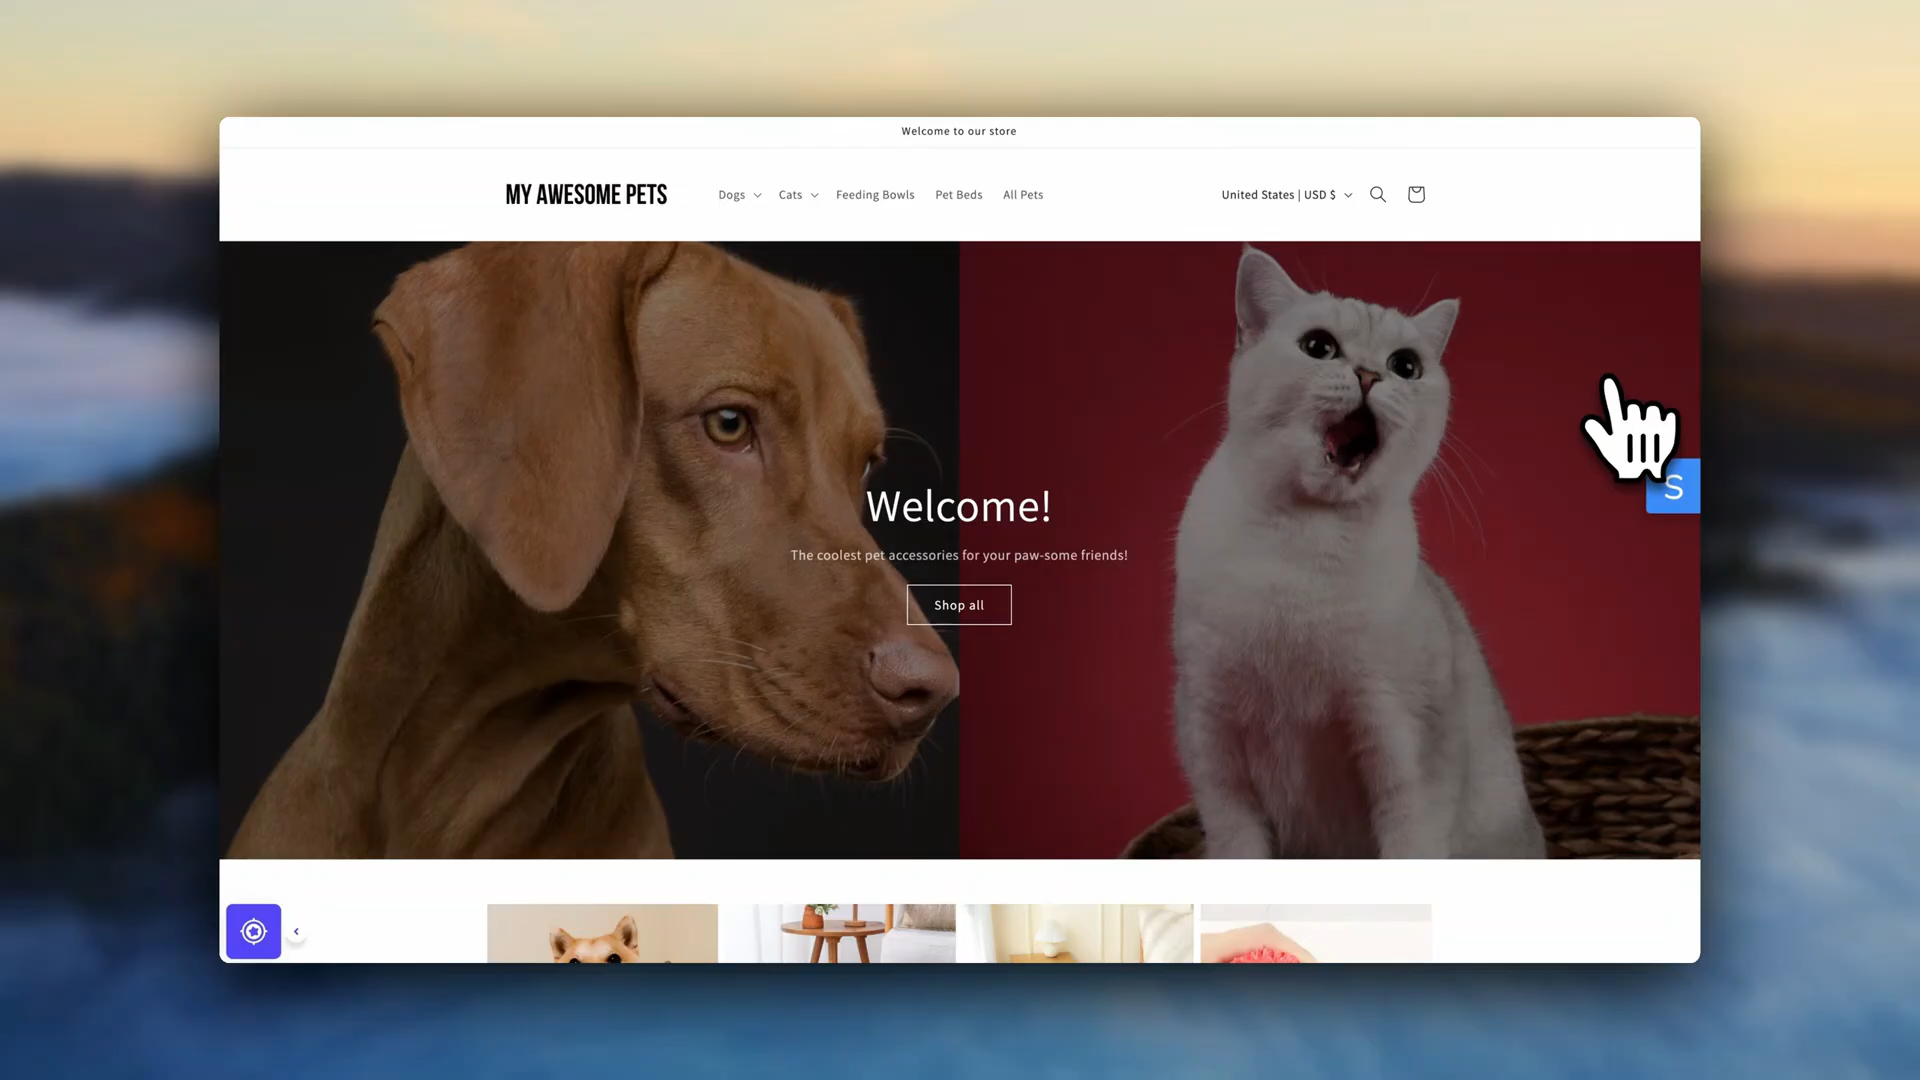 Welcome to our store
MY AWESOME PETS
Dogs
Cats
Feeding Bowls
Pet Beds
All Pets
United States | USD $
Welcome!
The coolest pet accessories for your paw-some friends!
Shop all
S